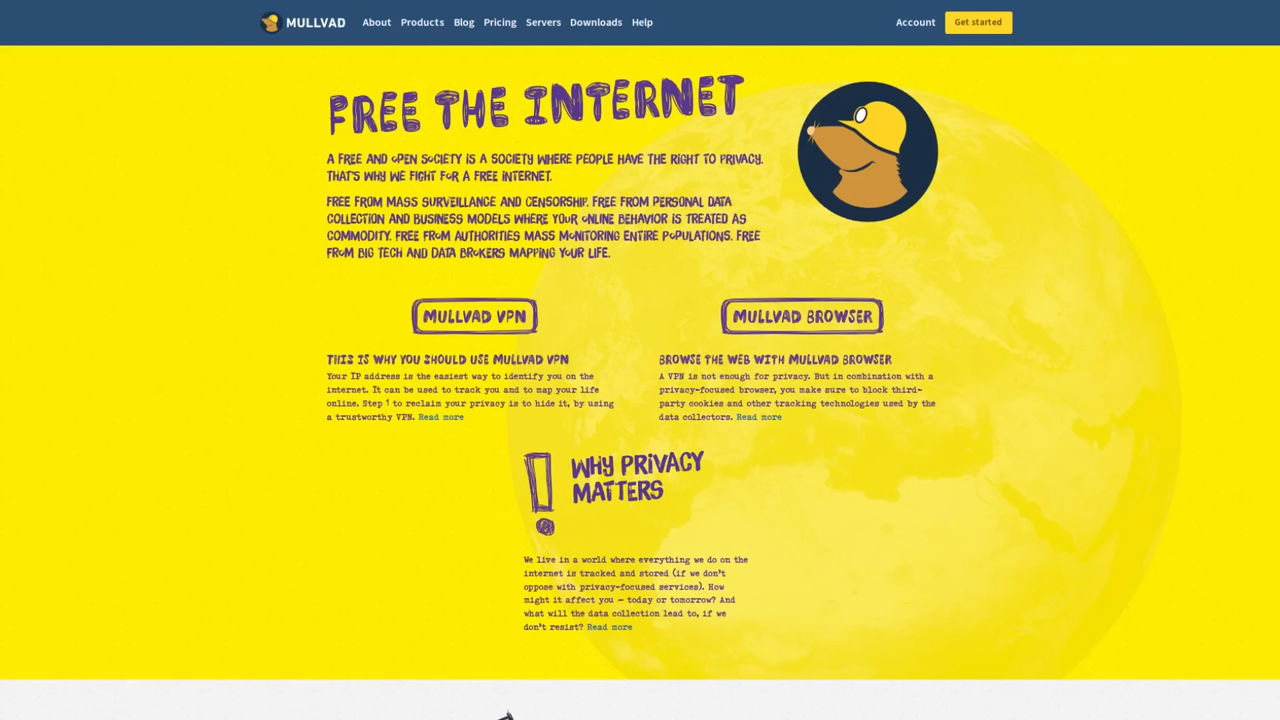 MULLVAD
About Products Blog Pricing Servers Downloads Help
Account
Get started
FREE THE INTERNET
A FREE AND OPEN SOCIETY IS A SOCIETY WHERE PEOPLE HAVE THE RIGHT TO PRIVACY.
THAT'S WHY WE FIGHT FOR A FREE INTERNET.
FREE FROM MASS SURVEILLANCE AND CENSORSHIP. FREE FROM PERSONAL DATA
COLLECTION AND BUSINESS MODELS WHERE YOUR ONLINE BEHAVIOR IS TREATED AS
COMMODITY. FREE FROM AUTHORITIES MASS MONITORING ENTIRE POPULATIONS. FREE
FROM BIG TECH AND DATA BROKERS MAPPING YOUR LIFE.
MULLVAD VPN
THIS IS WHY YOU SHOULD USE MULLVAD VPN
Your IP address is the easiest way to identify you on the
internet. It can be used to track you and to map your life
online. Step 1 to reclaim your privacy is to hide it, by using
a trustworthy VPN. Read more
MULLVAD BROWSER
BROWSE THE WEB WITH MULLVAD BROWSER
A VPN is not enough for privacy. But in combination with a
privacy-focused browser, you make sure to block third-
party cookies and other tracking technologies used by the
data collectors. Read more
! WHY PRIVACY
MATTERS
We live in a world where everything we do on the
internet is tracked and stored (if we don't
oppose with privacy-focused services). How
might it affect you – today or tomorrow? And
what will the data collection lead to, if we
don't resist? Read more